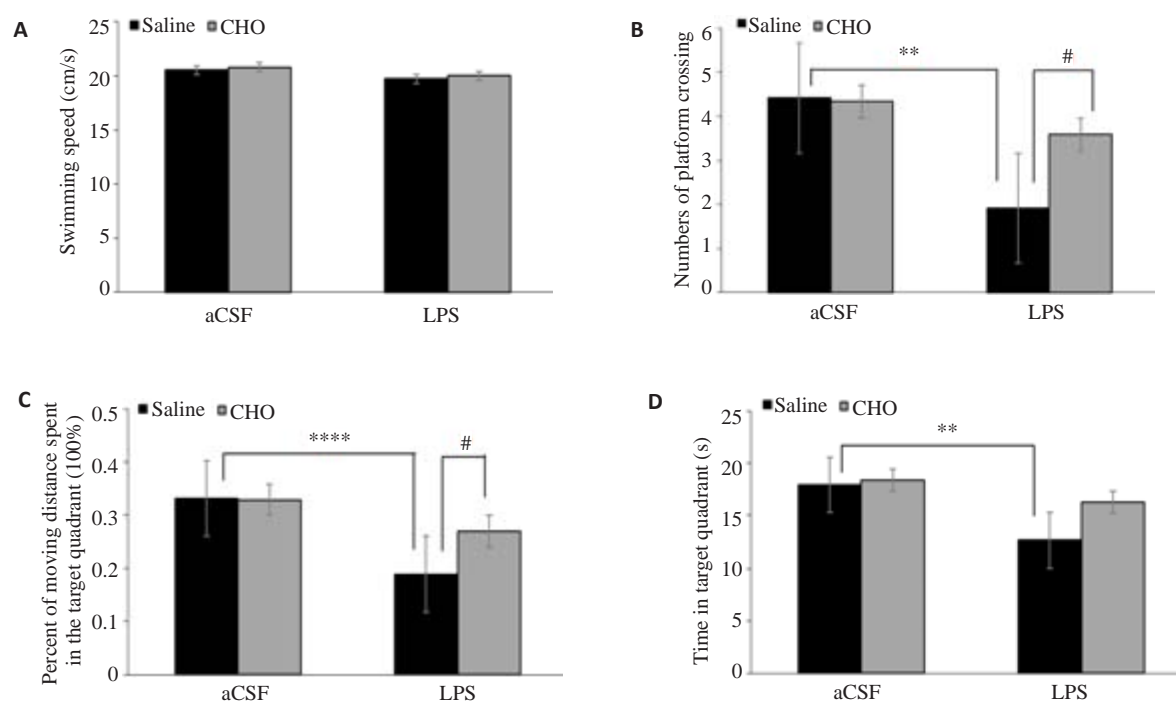 A
Saline CHO
Swimming speed (cm/s)
25
20
15
10
5
0
aCSF LPS
B
Saline CHO
Numbers of platform crossing
6
5
4
3
2
1
0
** #
aCSF LPS
C
Saline CHO
Percent of moving distance spent
in the target quadrant (100%)
0.5
0.4
0.3
0.2
0.1
0
**** #
aCSF LPS
D
Saline CHO
Time in target quadrant (s)
25
20
15
10
5
0
**
aCSF LPS